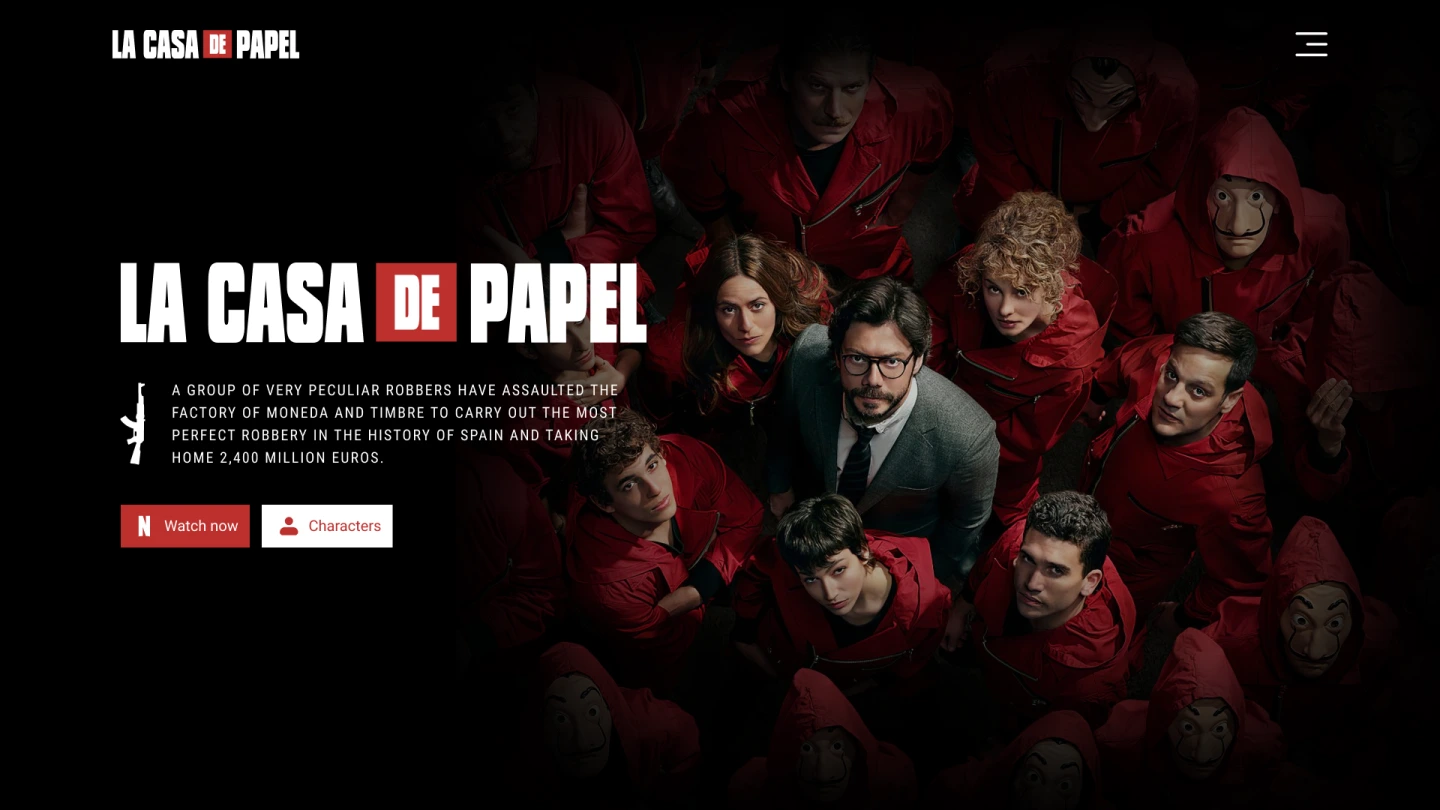 LA CASA DE PAPEL
LA CASA DE PAPEL
A GROUP OF VERY PECULIAR ROBBERS HAVE ASSAULTED THE
FACTORY OF MONEDA AND TIMBRE TO CARRY OUT THE MOST
PERFECT ROBBERY IN THE HISTORY OF SPAIN AND TAKING
HOME 2,400 MILLION EUROS.
N Watch now
Characters